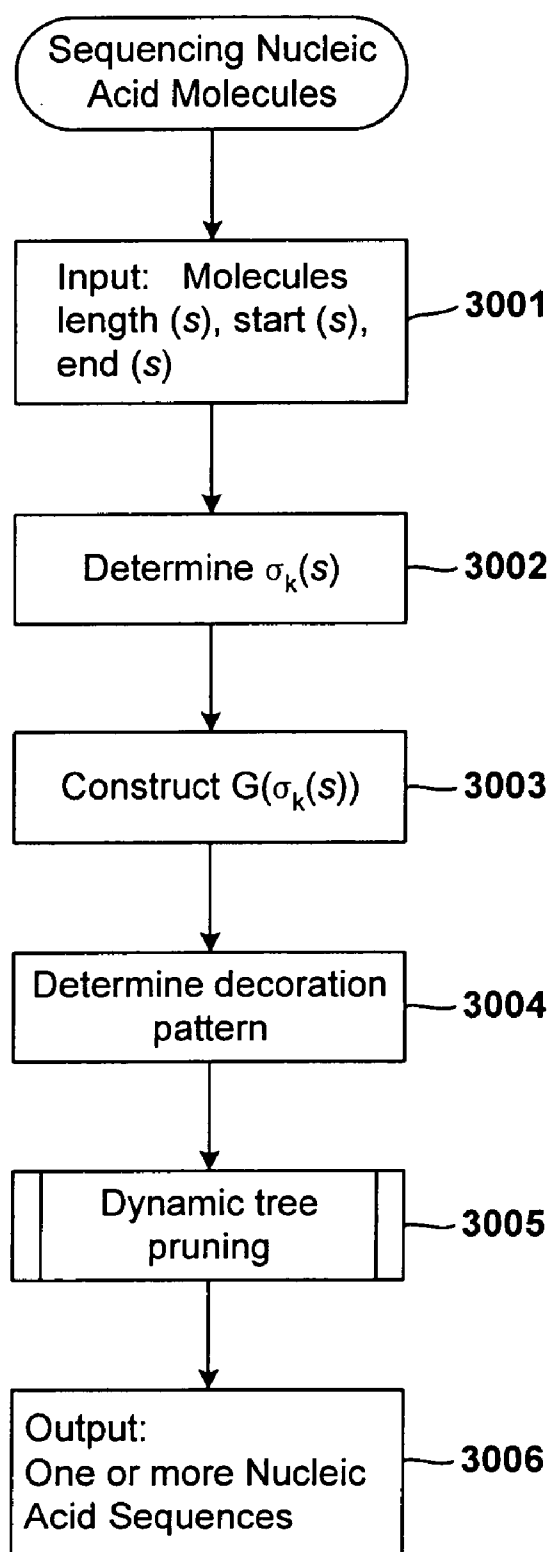 Sequencing Nucleic
Acid Molecules
Input: Molecules
length (s), start (s),
end (s)
3001
Determine σk(s)
3002
Construct G(σk(s))
3003
Determine decoration
pattern
3004
Dynamic tree
pruning
3005
Output:
One or more Nucleic
Acid Sequences
3006